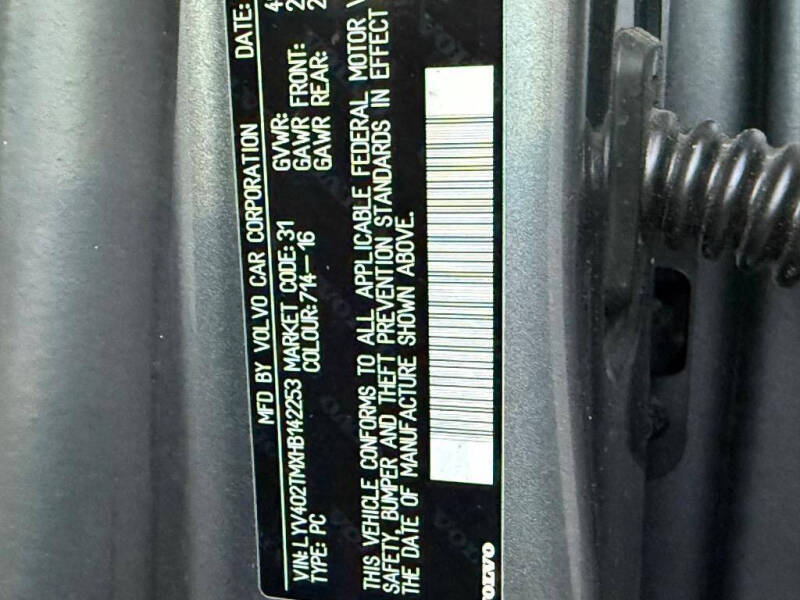 MFD BY VOLVO CAR CORPORATION DATE:
VIN: LYV402TMXHB142253 MARKET CODE: 31 GVWR:
TYPE: PC COLOUR: 714-16 GAWR FRONT:
GAWR REAR:
THIS VEHICLE CONFORMS TO ALL APPLICABLE FEDERAL MOTOR
SAFETY, BUMPER AND THEFT PREVENTION STANDARDS IN EFFECT
THE DATE OF MANUFACTURE SHOWN ABOVE.
VOLVO